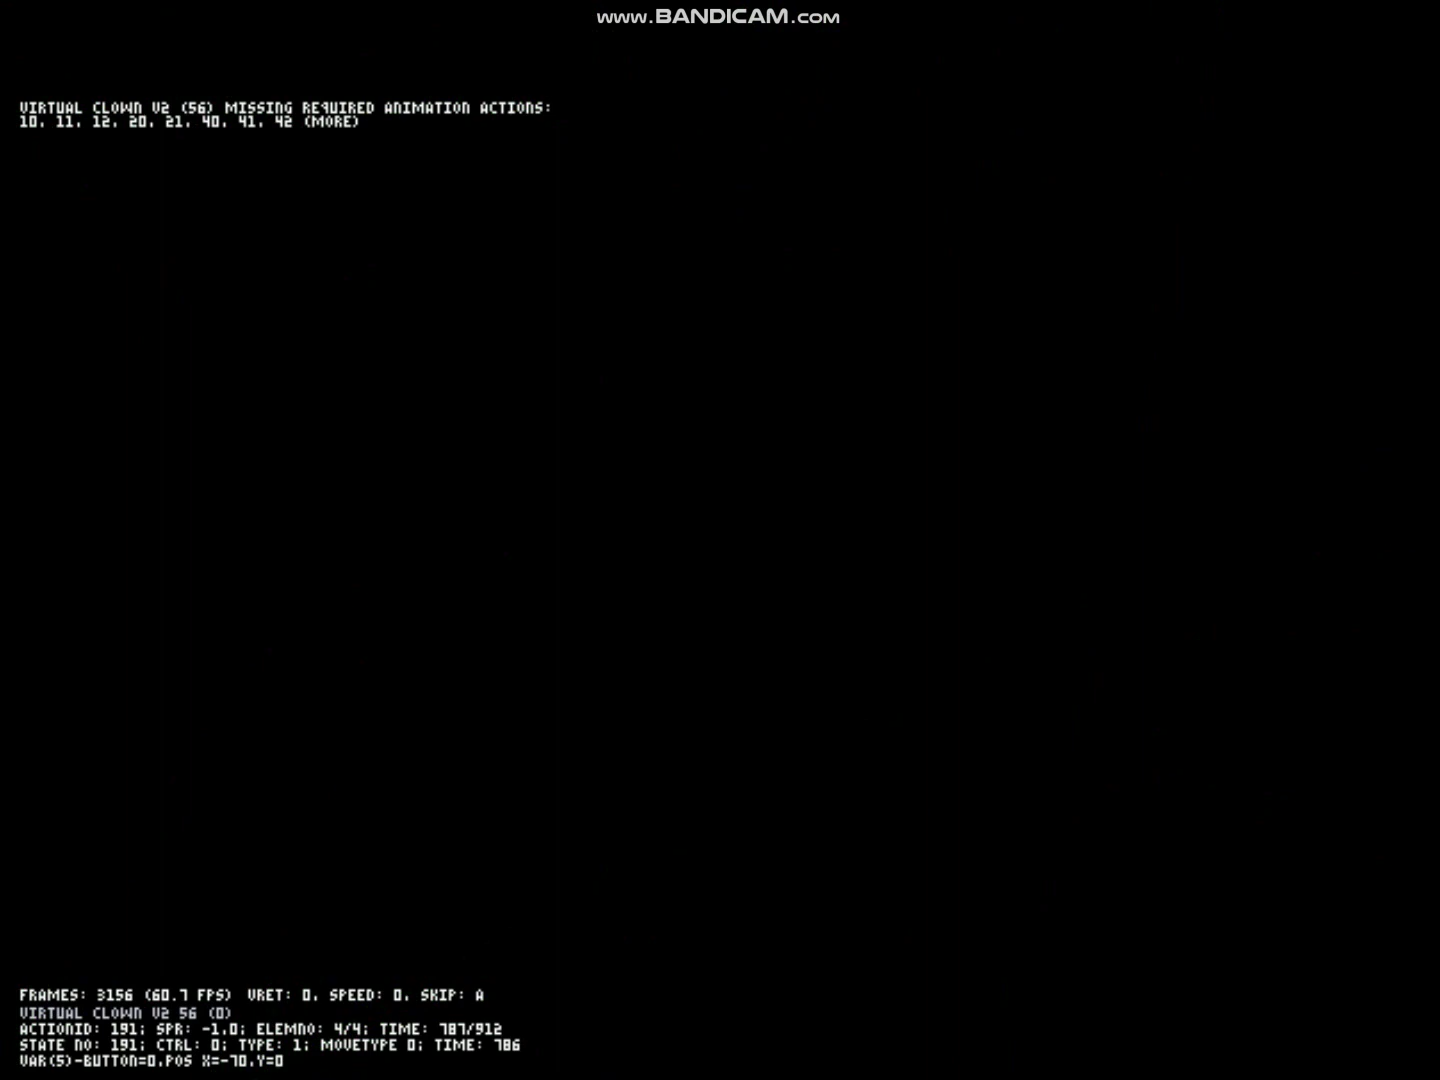 www.BANDICAM.com
VIRTUAL CLOWN V2 (56) MISSING REQUIRED ANIMATION ACTIONS:
10, 11, 12, 20, 21, 40, 41, 42 (MORE)
FRAMES: 3156 (60.7 FPS) VRET: 0, SPEED: 0, SKIP: A
VIRTUAL CLOWN V2 56 (0)
ACTIONID: 191; SPR: -1,0; ELEMNO: 4/4; TIME: 787/912
STATE NO: 191; CTRL: 0; TYPE: 1; MOVETYPE 0; TIME: 786
VAR(5)-BUTTON=0,POS X=-70,Y=0